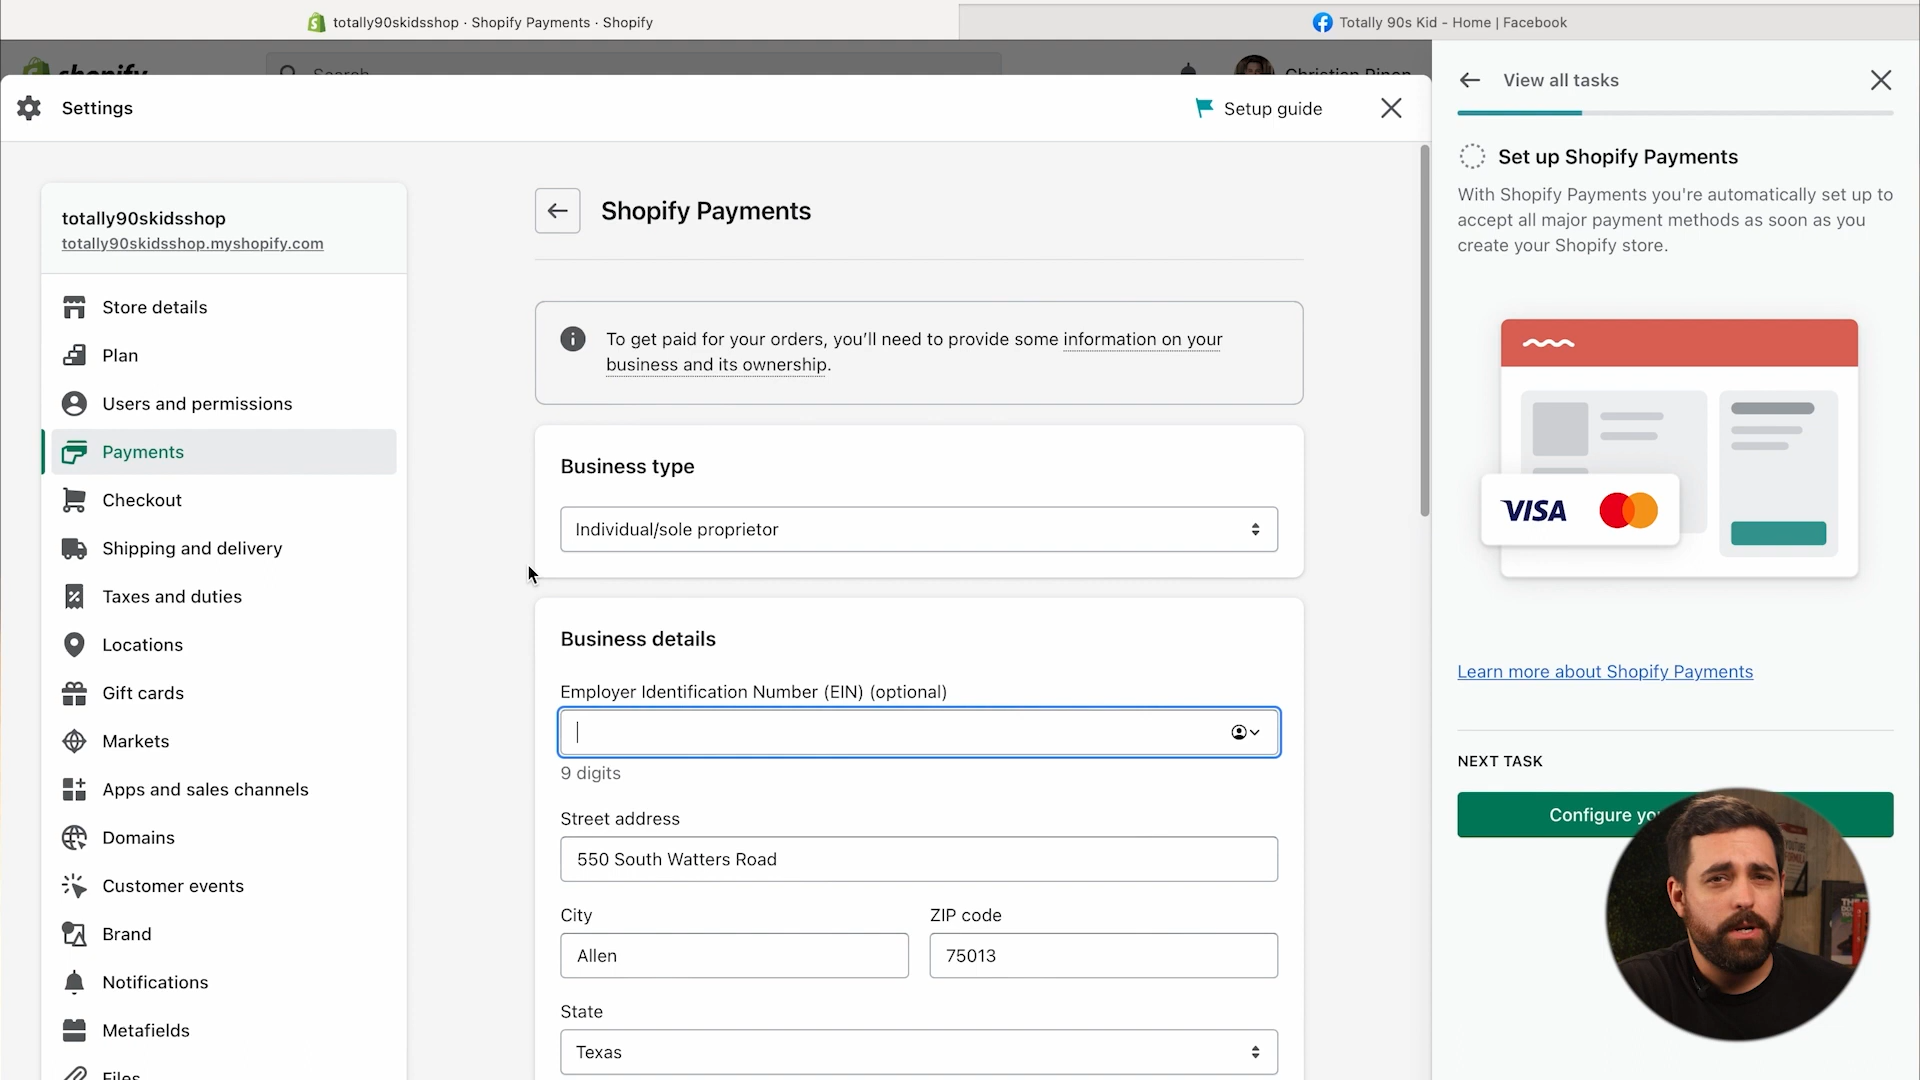 totally90skidsshop · Shopify Payments · Shopify
Totally 90s Kid - Home | Facebook
shopify
Search
Settings
Setup guide
totally90skidsshop
totally90skidsshop.myshopify.com
Store details
Plan
Users and permissions
Payments
Checkout
Shipping and delivery
Taxes and duties
Locations
Gift cards
Markets
Apps and sales channels
Domains
Customer events
Brand
Notifications
Metafields
Files
Shopify Payments
To get paid for your orders, you’ll need to provide some information on your
business and its ownership.
Business type
Individual/sole proprietor
Business details
Employer Identification Number (EIN) (optional)
9 digits
Street address
550 South Watters Road
City
ZIP code
Allen
75013
State
Texas
View all tasks
Set up Shopify Payments
With Shopify Payments you're automatically set up to
accept all major payment methods as soon as you
create your Shopify store.
VISA
Learn more about Shopify Payments
NEXT TASK
Configure